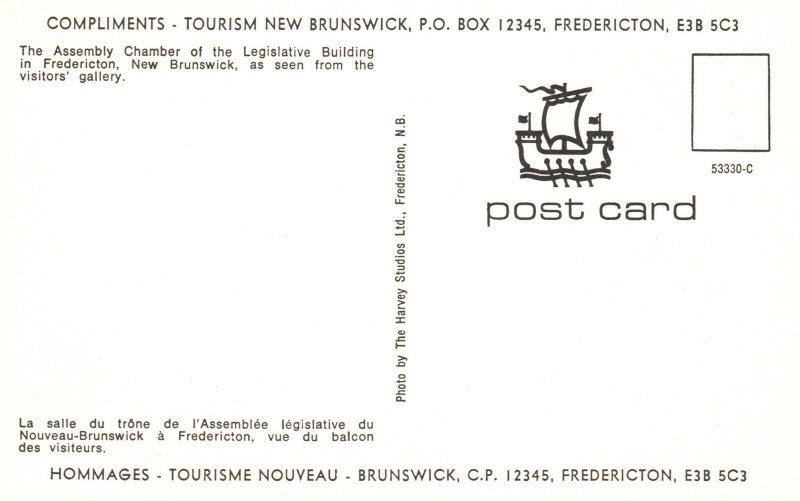 COMPLIMENTS - TOURISM NEW BRUNSWICK, P.O. BOX 12345, FREDERICTON, E3B 5C3
The Assembly Chamber of the Legislative Building
in Fredericton, New Brunswick, as seen from the
visitors' gallery.
Photo by The Harvey Studios Ltd., Fredericton, N.B.
53330-C
post card
La salle du trône de l'Assemblée législative du
Nouveau-Brunswick à Fredericton, vue du balcon
des visiteurs.
HOMMAGES - TOURISME NOUVEAU - BRUNSWICK, C.P. 12345, FREDERICTON, E3B 5C3